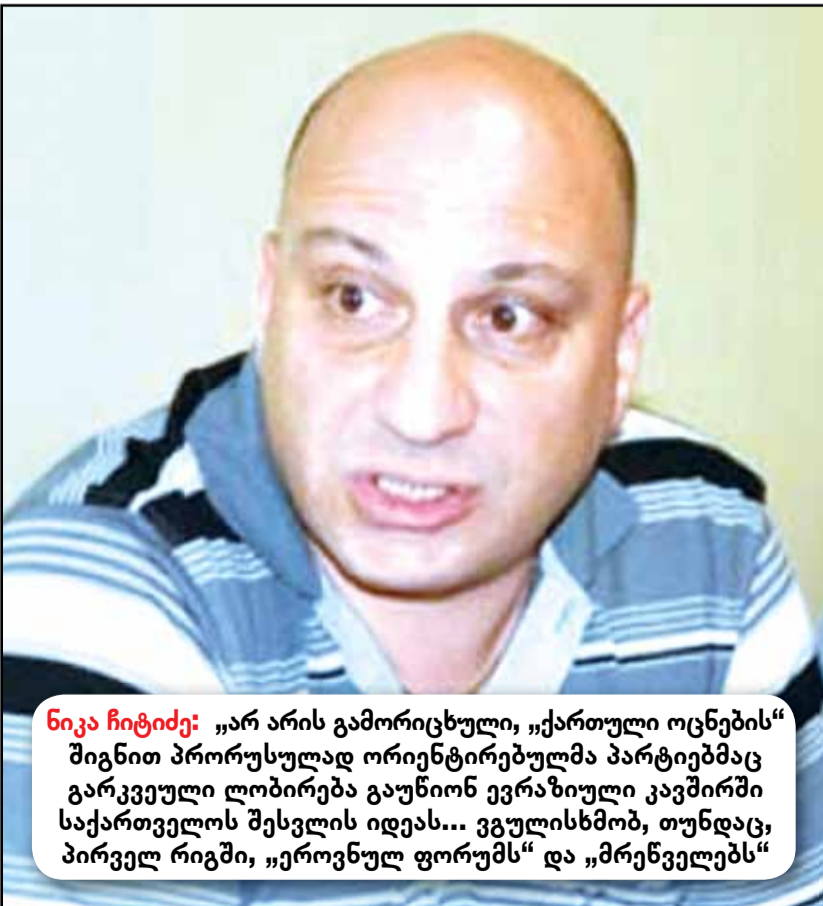 ნიკა ჩიტიძე: „არ არის გამორიცხული, „ქართული ოცნების“
შიგნით პრორუსულად ორიენტირებულმა პარტიებმაც
გარკვეული ლობირება გაუწიონ ევრაზიული კავშირში
საქართველოს შესვლის იდეას... ვგულისხმობ, თუნდაც,
პირველ რიგში, „ეროვნულ ფორუმს“ და „მრეწველებს“